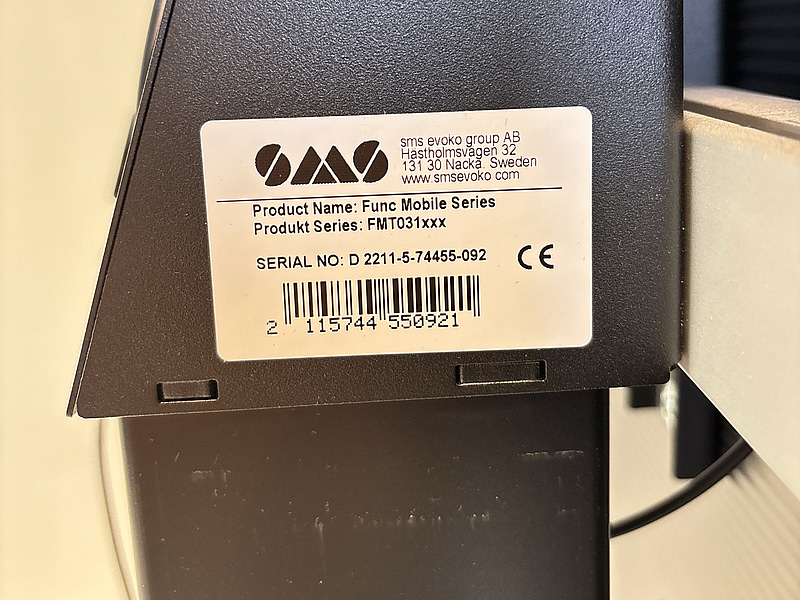 SMS
sms evoko group AB
Hästholmsvägen 32
131 30 Nacka. Sweden
www.smsevoko.com
Product Name: Func Mobile Series
Produkt Series: FMT031xxx
SERIAL NO: D 2211-5-74455-092
CE
2 115744 550921